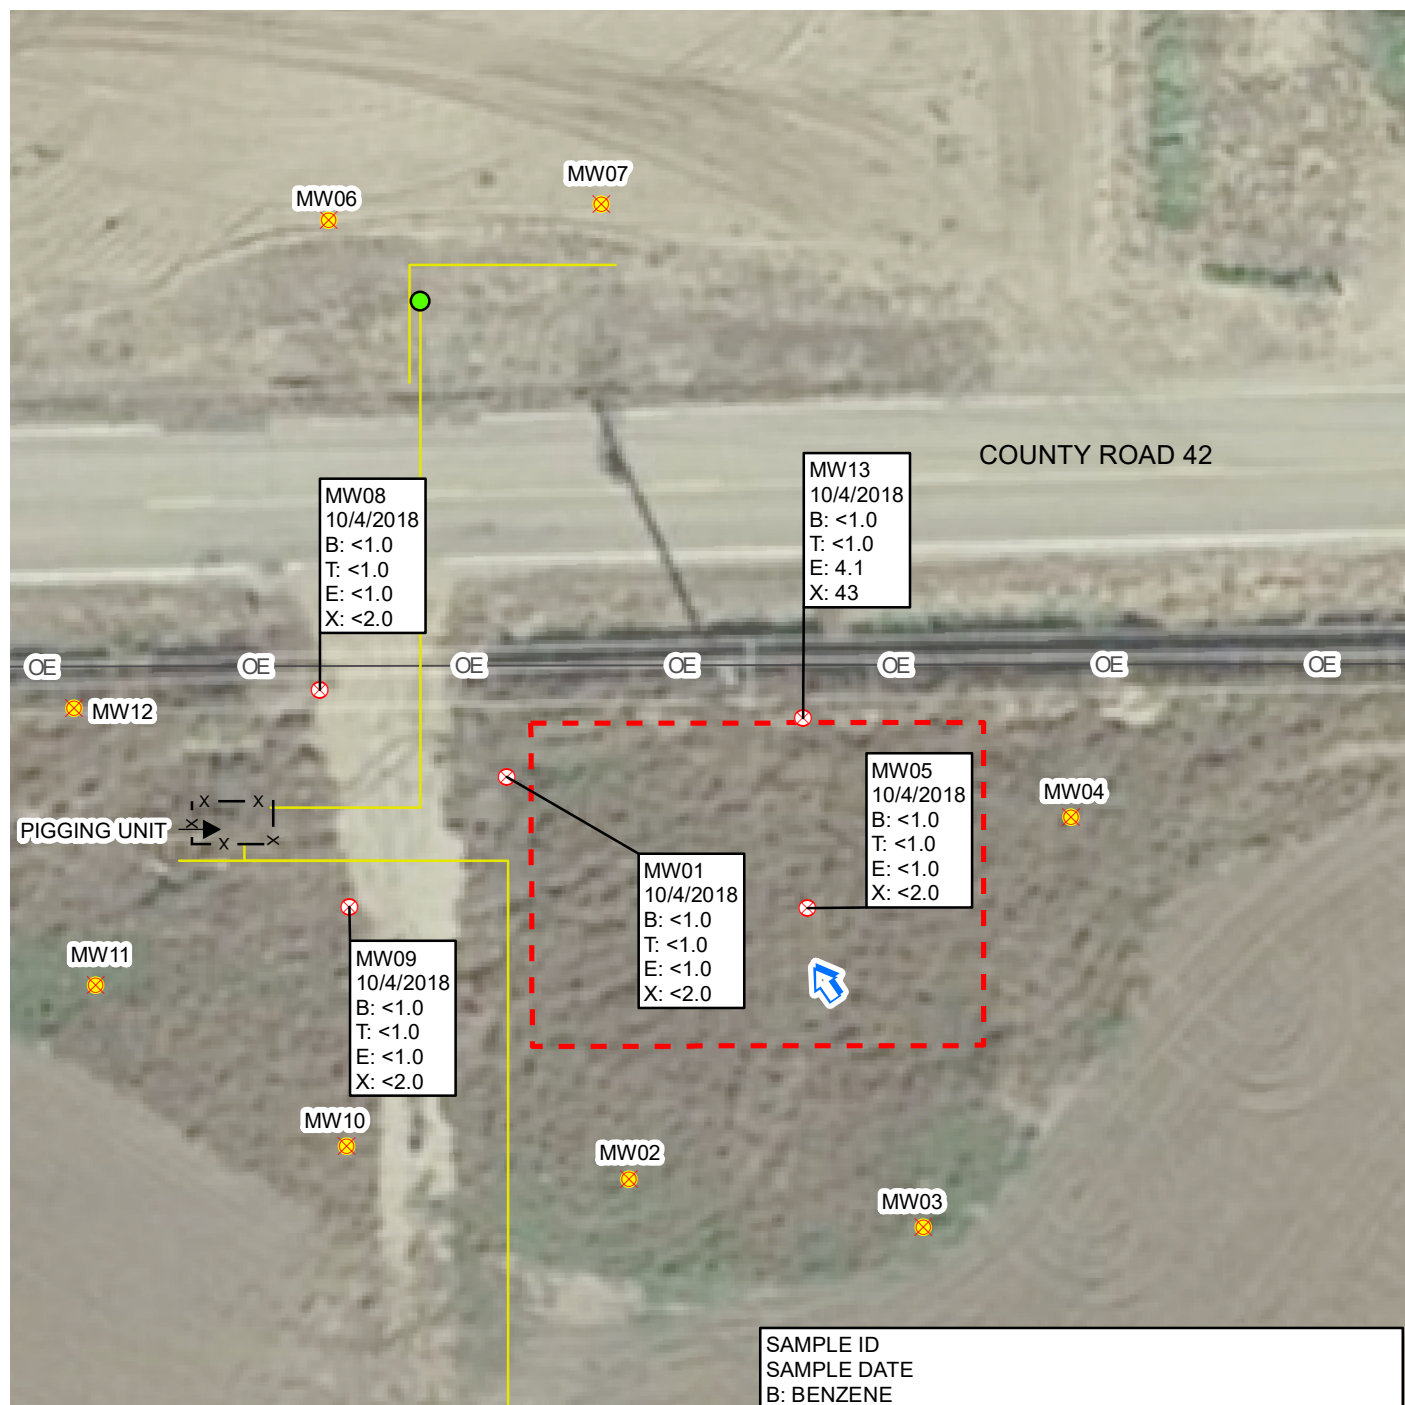 MW07
MW06
COUNTY ROAD 42
MW13
10/4/2018
B: <1.0
T: <1.0
E: 4.1
X: 43
MW08
10/4/2018
B: <1.0
T: <1.0
E: <1.0
X: <2.0
OE OE OE OE OE OE OE
MW12
MW05
10/4/2018
B: <1.0
T: <1.0
E: <1.0
X: <2.0
MW04
X X
X
X X
PIGGING UNIT
MW01
10/4/2018
B: <1.0
T: <1.0
E: <1.0
X: <2.0
MW11
MW09
10/4/2018
B: <1.0
T: <1.0
E: <1.0
X: <2.0
MW10
MW02
MW03
SAMPLE ID
SAMPLE DATE
B: BENZENE